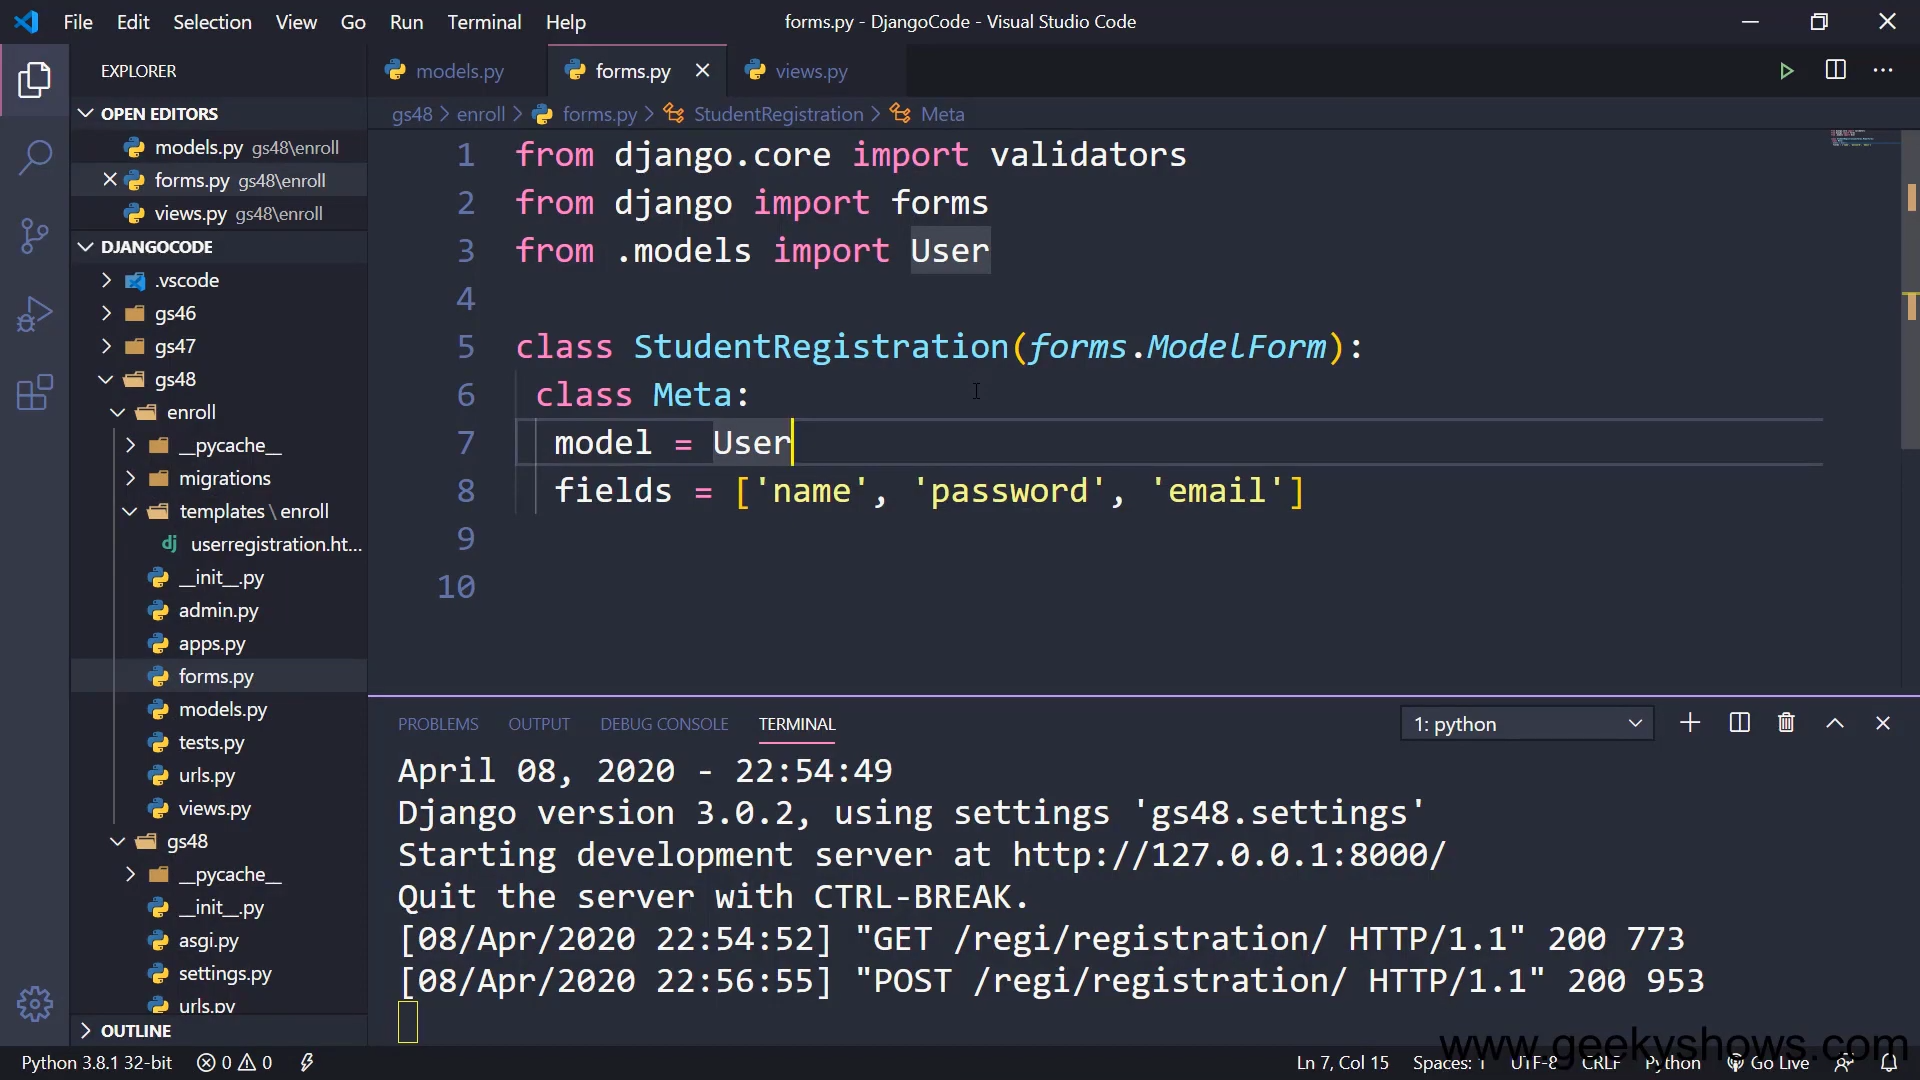 File Edit Selection View Go Run Terminal Help
forms.py - DjangoCode - Visual Studio Code
EXPLORER
OPEN EDITORS
models.py gs48\enroll
forms.py gs48\enroll
views.py gs48\enroll
DJANGOCODE
.vscode
gs46
gs47
gs48
enroll
__pycache__
migrations
templates \ enroll
userregistration.ht...
__init__.py
admin.py
apps.py
forms.py
models.py
tests.py
urls.py
views.py
gs48
__pycache__
__init__.py
asgi.py
settings.py
urls.py
OUTLINE
models.py forms.py views.py
gs48 > enroll > forms.py > StudentRegistration > Meta
1 from django.core import validators
2 from django import forms
3 from .models import User
4
5 class StudentRegistration(forms.ModelForm):
6 class Meta:
7 model = User
8 fields = ['name', 'password', 'email']
9
10
PROBLEMS OUTPUT DEBUG CONSOLE TERMINAL 1: python
April 08, 2020 - 22:54:49
Django version 3.0.2, using settings 'gs48.settings'
Starting development server at http://127.0.0.1:8000/
Quit the server with CTRL-BREAK.
[08/Apr/2020 22:54:52] "GET /regi/registration/ HTTP/1.1" 200 773
[08/Apr/2020 22:56:55] "POST /regi/registration/ HTTP/1.1" 200 953
www.geekyshows.com
Python 3.8.1 32-bit 0 0 Ln 7, Col 15 Spaces: 1 UTF-8 CRLF Python Go Live